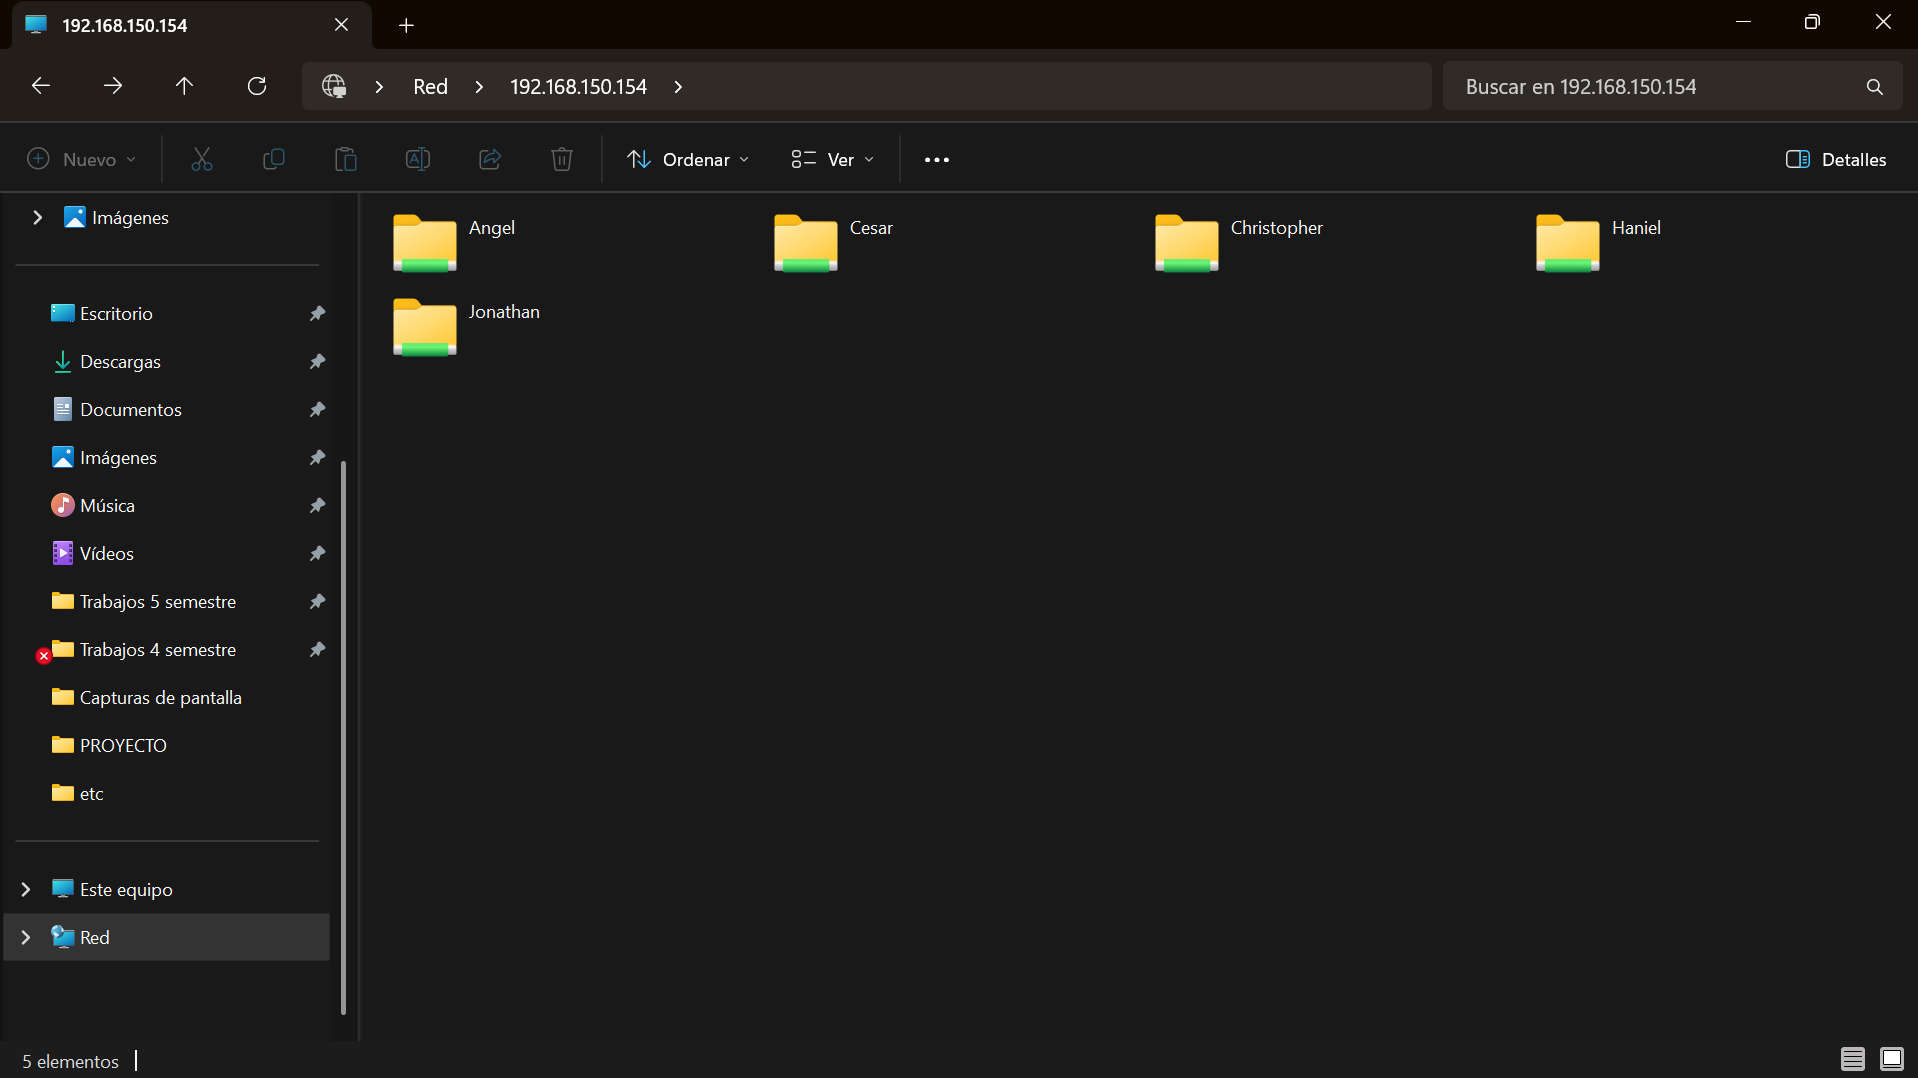 192.168.150.154
Red
192.168.150.154
Buscar en 192.168.150.154
Nuevo
Ordenar
Ver
Detalles
Imágenes
Escritorio
Descargas
Documentos
Imágenes
Música
Vídeos
Trabajos 5 semestre
Trabajos 4 semestre
Capturas de pantalla
PROYECTO
etc
Este equipo
Red
Angel
Cesar
Christopher
Haniel
Jonathan
5 elementos